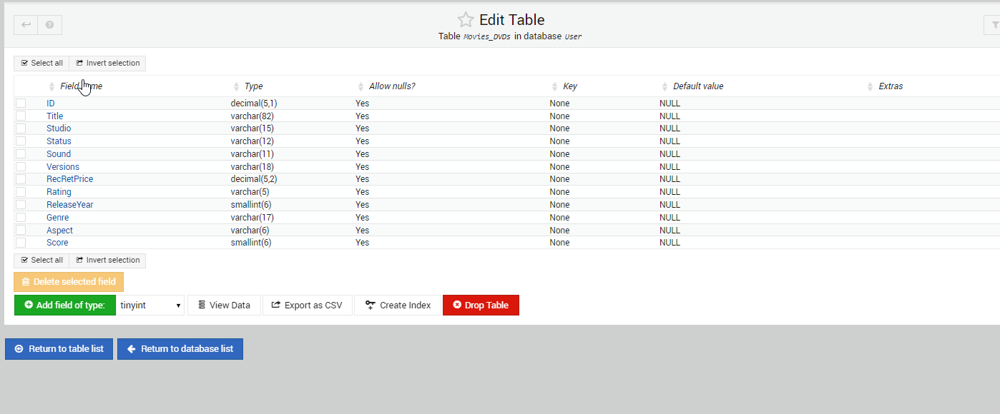 Edit Table
Table Movies_DVDs in database User
Select all Invert selection
Type Allow nulls? Key Default value Extras
ID decimal(5,1) Yes None NULL
Title varchar(82) Yes None NULL
Studio varchar(15) Yes None NULL
Status varchar(12) Yes None NULL
Sound varchar(11) Yes None NULL
Versions varchar(18) Yes None NULL
RecRetPrice decimal(5,2) Yes None NULL
Rating varchar(5) Yes None NULL
ReleaseYear smallint(6) Yes None NULL
Genre varchar(17) Yes None NULL
Aspect varchar(6) Yes None NULL
Score smallint(6) Yes None NULL
Select all Invert selection
Delete selected field
Add field of type: tinyint View Data Export as CSV Create Index Drop Table
Return to table list Return to database list